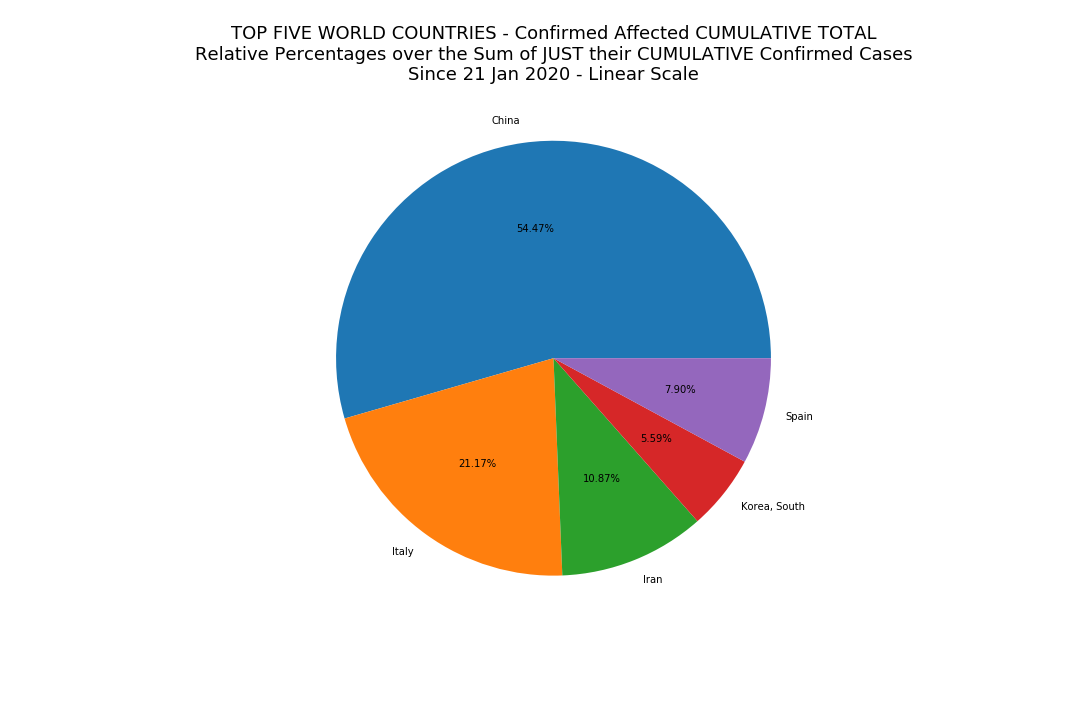 TOP FIVE WORLD COUNTRIES - Confirmed Affected CUMULATIVE TOTAL
Relative Percentages over the Sum of JUST their CUMULATIVE Confirmed Cases
Since 21 Jan 2020 - Linear Scale
China
54.47%
7.90%
Spain
5.59%
21.17%
10.87%
Korea, South
Italy
Iran